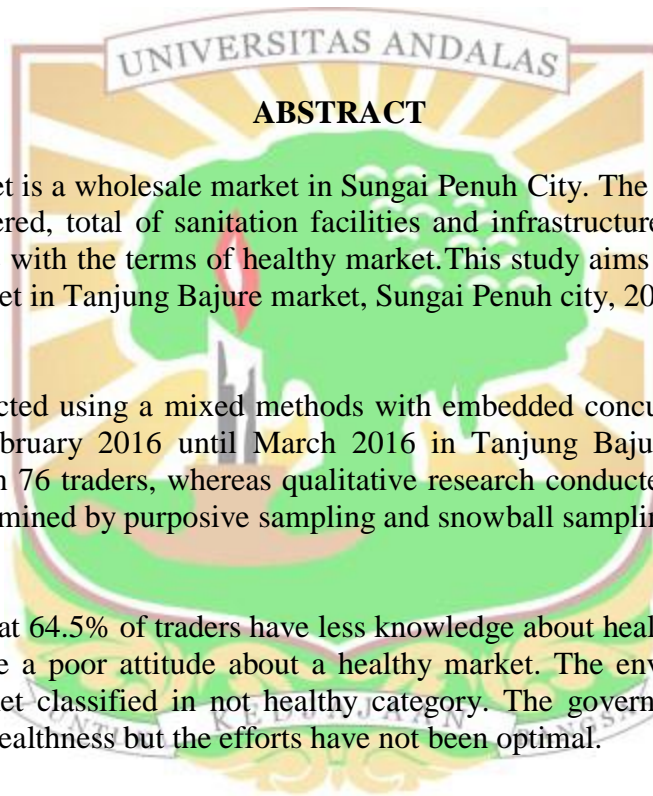 UNIVERSITAS ANDALAS
ABSTRACT
et is a wholesale market in Sungai Penuh City. The
ered, total of sanitation facilities and infrastructure
with the terms of healthy market.This study aims
et in Tanjung Bajure market, Sungai Penuh city, 20
cted using a mixed methods with embedded concu
bruary 2016 until March 2016 in Tanjung Baju
n 76 traders, whereas qualitative research conducte
mined by purposive sampling and snowball samplin
at 64.5% of traders have less knowledge about heal
e a poor attitude about a healthy market. The env
et classified in not healthy category. The govern
ealthness but the efforts have not been optimal.
UNTUK KEDJAJAAN BANGSA